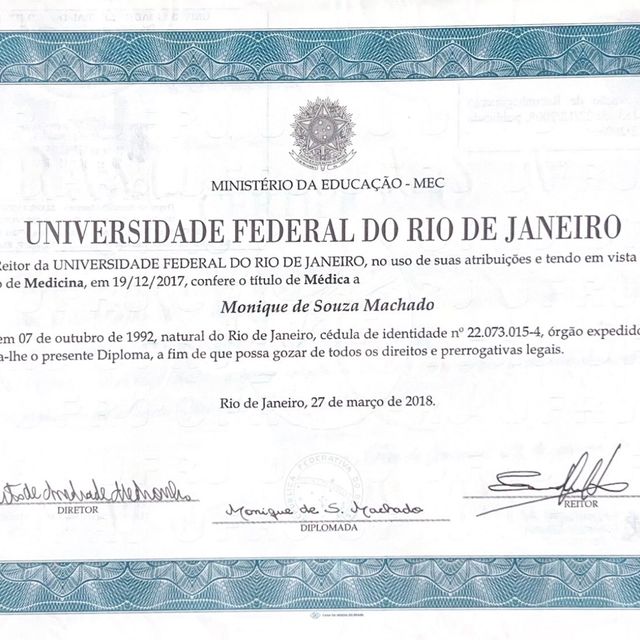 MINISTÉRIO DA EDUCAÇÃO - MEC
UNIVERSIDADE FEDERAL DO RIO DE JANEIRO
Reitor da UNIVERSIDADE FEDERAL DO RIO DE JANEIRO, no uso de suas atribuições e tendo em vista
o de Medicina, em 19/12/2017, confere o título de Médica a
Monique de Souza Machado
em 07 de outubro de 1992, natural do Rio de Janeiro, cédula de identidade nº 22.073.015-4, órgão expedido
a-lhe o presente Diploma, a fim de que possa gozar de todos os direitos e prerrogativas legais.
Rio de Janeiro, 27 de março de 2018.
DIRETOR
Monique de S. Machado
DIPLOMADA
REITOR